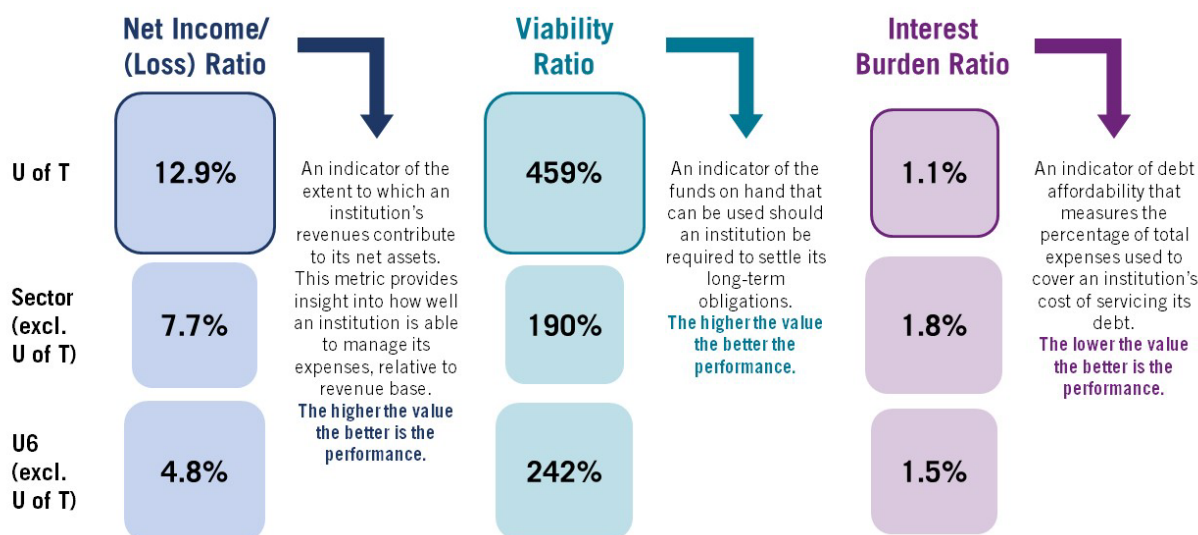 Net Income/
(Loss) Ratio
Viability
Ratio
Interest
Burden Ratio
U of T
12.9%
An indicator of the
extent to which an
institution's
revenues contribute
to its net assets.
This metric provides
insight into how well
an institution is able
to manage its
expenses, relative to
revenue base.
The higher the value
the better is the
performance.
459%
An indicator of the
funds on hand that
can be used should
an institution be
required to settle its
long-term
obligations.
The higher the value
the better the
performance.
1.1%
An indicator of debt
affordability that
measures the
percentage of total
expenses used to
cover an institution's
cost of servicing its
debt.
The lower the value
the better is the
performance.
Sector
(excl.
U of T)
7.7%
190%
1.8%
U6
(excl.
U of T)
4.8%
242%
1.5%